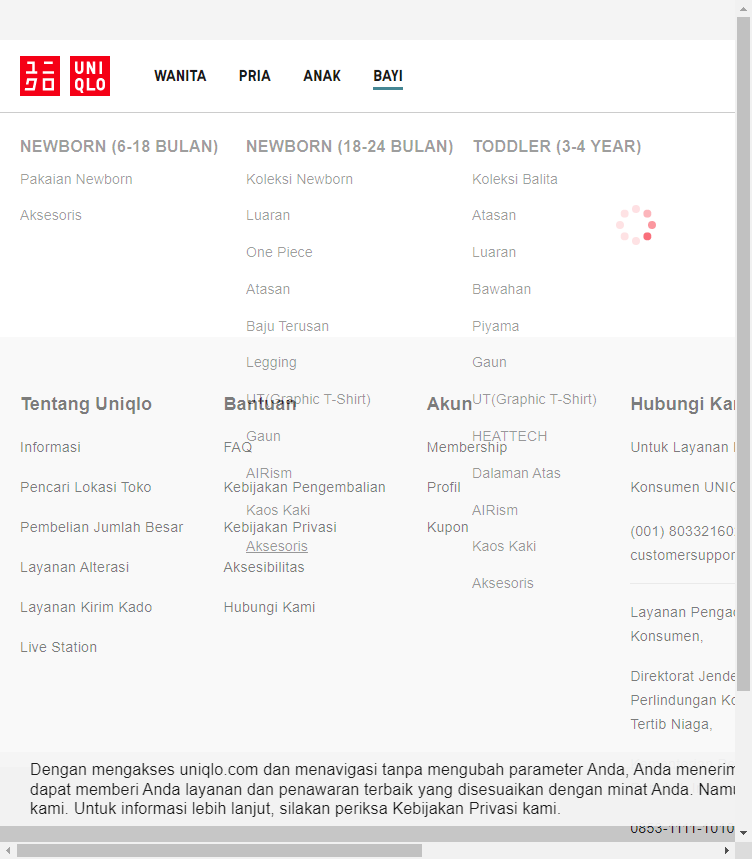 ユニ
クロ
UNI
QLO
WANITA
PRIA
ANAK
BAYI
NEWBORN (6-18 BULAN)
Pakaian Newborn
Aksesoris
NEWBORN (18-24 BULAN)
Koleksi Newborn
Luaran
One Piece
Atasan
Baju Terusan
Legging
UT(Graphic T-Shirt)
Gaun
AIRism
Kaos Kaki
Aksesoris
TODDLER (3-4 YEAR)
Koleksi Balita
Atasan
Luaran
Bawahan
Piyama
Gaun
UT(Graphic T-Shirt)
HEATTECH
Dalaman Atas
AIRism
Kaos Kaki
Aksesoris
Tentang Uniqlo
Informasi
Pencari Lokasi Toko
Pembelian Jumlah Besar
Layanan Alterasi
Layanan Kirim Kado
Live Station
Bantuan
FAQ
Kebijakan Pengembalian
Kebijakan Privasi
Aksesibilitas
Hubungi Kami
Akun
Membership
Profil
Kupon
Hubungi Ka
Untuk Layanan
Konsumen UNIQ
(001) 80332160
customersuppor
Layanan Penga
Konsumen,
Direktorat Jende
Perlindungan Ko
Tertib Niaga,
Dengan mengakses uniqlo.com dan menavigasi tanpa mengubah parameter Anda, Anda menerim
dapat memberi Anda layanan dan penawaran terbaik yang disesuaikan dengan minat Anda. Namu
kami. Untuk informasi lebih lanjut, silakan periksa Kebijakan Privasi kami.
0853-1111-1010